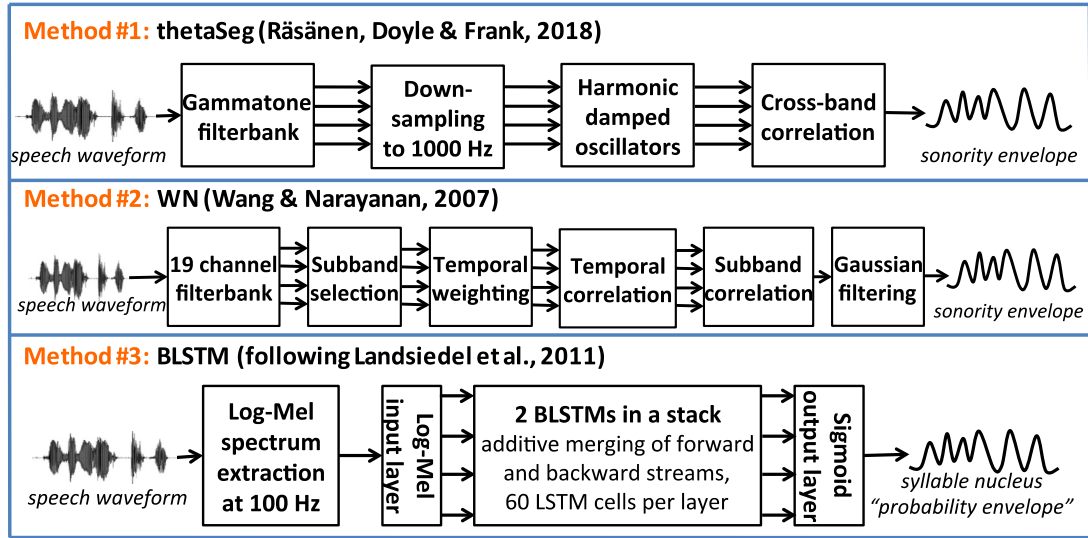 Method #1: thetaSeg (Räsänen, Doyle & Frank, 2018)
speech waveform
Gammatone
filterbank
Down-
sampling
to 1000 Hz
Harmonic
damped
oscillators
Cross-band
correlation
sonority envelope
Method #2: WN (Wang & Narayanan, 2007)
speech waveform
19 channel
filterbank
Subband
selection
Temporal
weighting
Temporal
correlation
Subband
correlation
Gaussian
filtering
sonority envelope
Method #3: BLSTM (following Landsiedel et al., 2011)
speech waveform
Log-Mel
spectrum
extraction
at 100 Hz
Log-Mel
input layer
2 BLSTMs in a stack
additive merging of forward
and backward streams,
60 LSTM cells per layer
Sigmoid
output layer
syllable nucleus
“probability envelope”